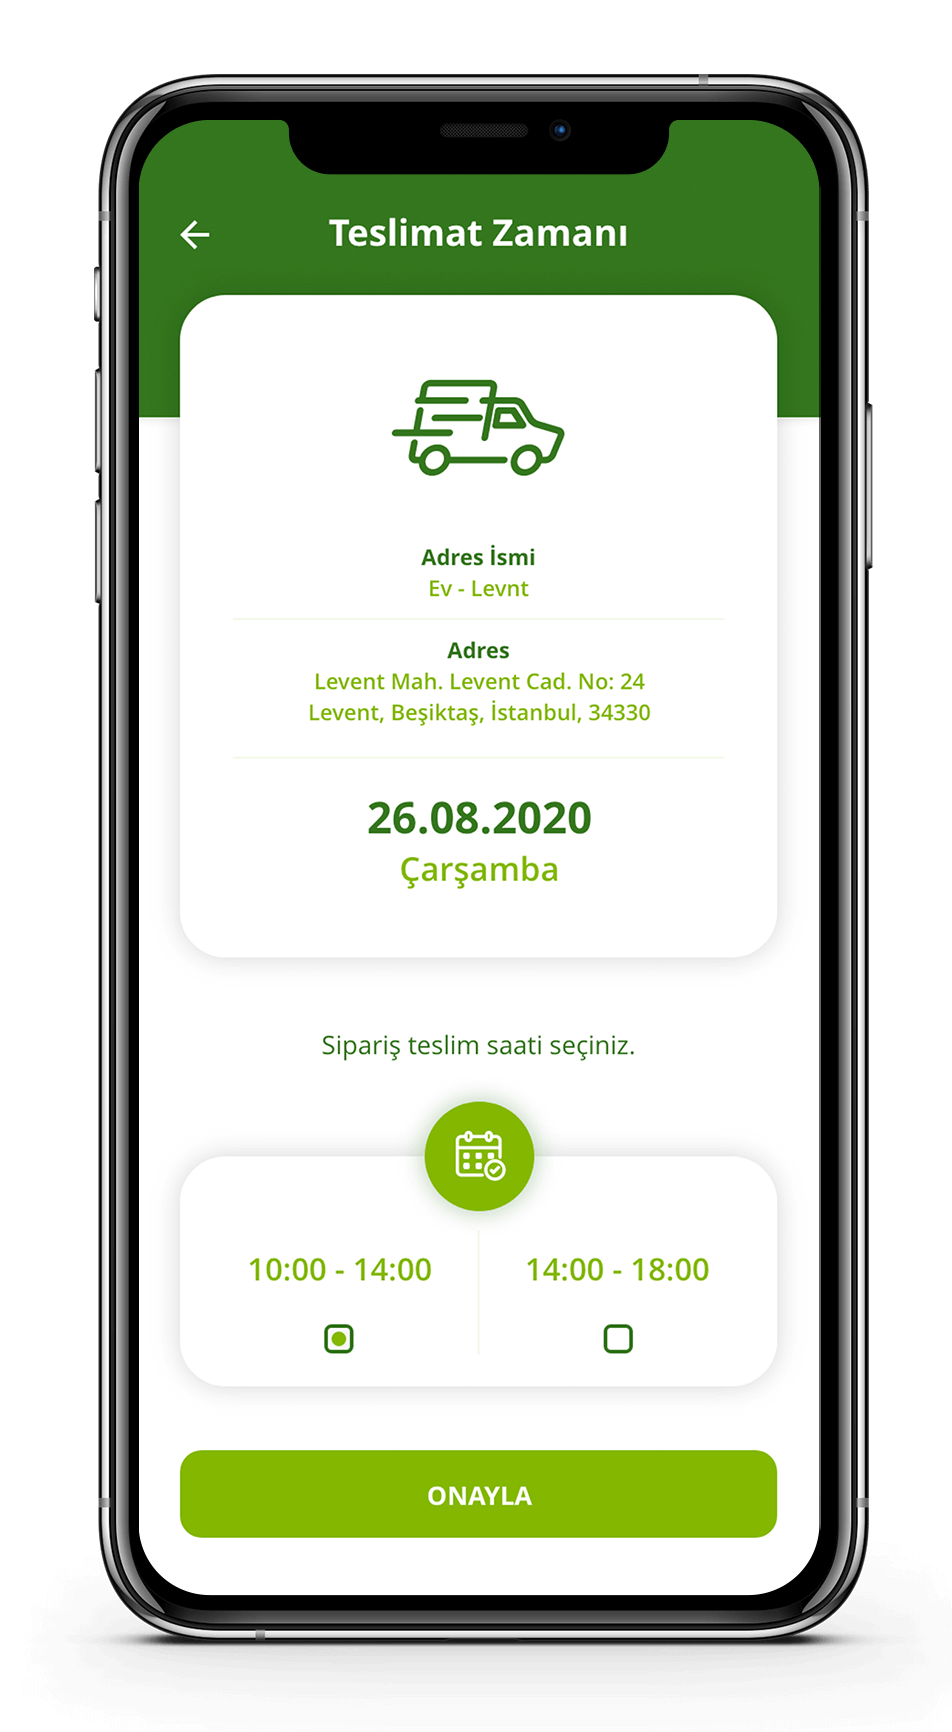 Teslimat Zamanı
Adres İsmi
Ev - Levnt
Adres
Levent Mah. Levent Cad. No: 24
Levent, Beşiktaş, İstanbul, 34330
26.08.2020
Çarşamba
Sipariş teslim saati seçiniz.
10:00 - 14:00
14:00 - 18:00
ONAYLA